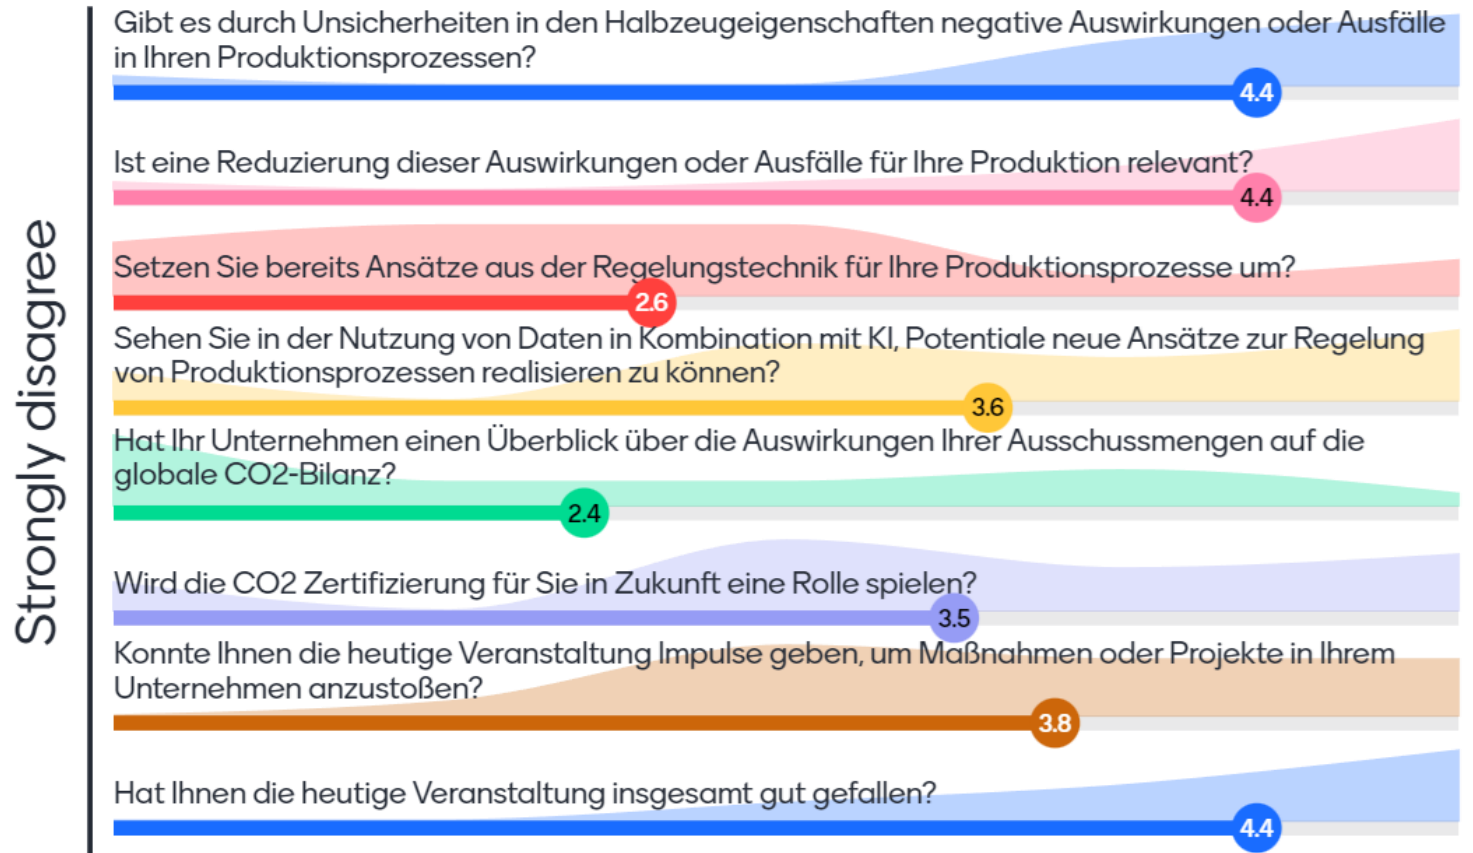 Strongly disagree
Gibt es durch Unsicherheiten in den Halbzeugeigenschaften negative Auswirkungen oder Ausfälle
in Ihren Produktionsprozessen?
4.4
Ist eine Reduzierung dieser Auswirkungen oder Ausfälle für Ihre Produktion relevant?
4.4
Setzen Sie bereits Ansätze aus der Regelungstechnik für Ihre Produktionsprozesse um?
2.6
Sehen Sie in der Nutzung von Daten in Kombination mit KI, Potentiale neue Ansätze zur Regelung
von Produktionsprozessen realisieren zu können?
3.6
Hat Ihr Unternehmen einen Überblick über die Auswirkungen Ihrer Ausschussmengen auf die
globale CO2-Bilanz?
2.4
Wird die CO2 Zertifizierung für Sie in Zukunft eine Rolle spielen?
3.5
Konnte Ihnen die heutige Veranstaltung Impulse geben, um Maßnahmen oder Projekte in Ihrem
Unternehmen anzustoßen?
3.8
Hat Ihnen die heutige Veranstaltung insgesamt gut gefallen?
4.4